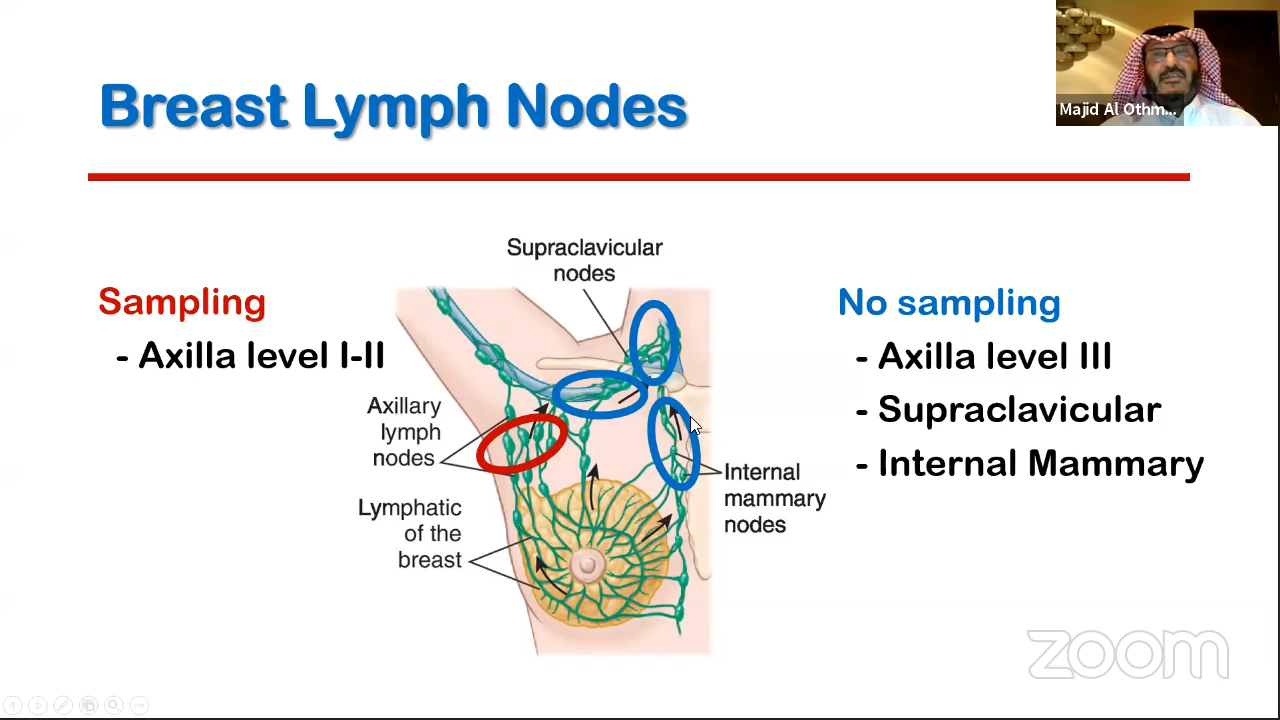 Breast Lymph Nodes
Majid Al Othm...
Supraclavicular
nodes
Sampling
- Axilla level I-II
Axillary
lymph
nodes
Lymphatic
of the
breast
Internal
mammary
nodes
No sampling
- Axilla level III
- Supraclavicular
- Internal Mammary
zoom